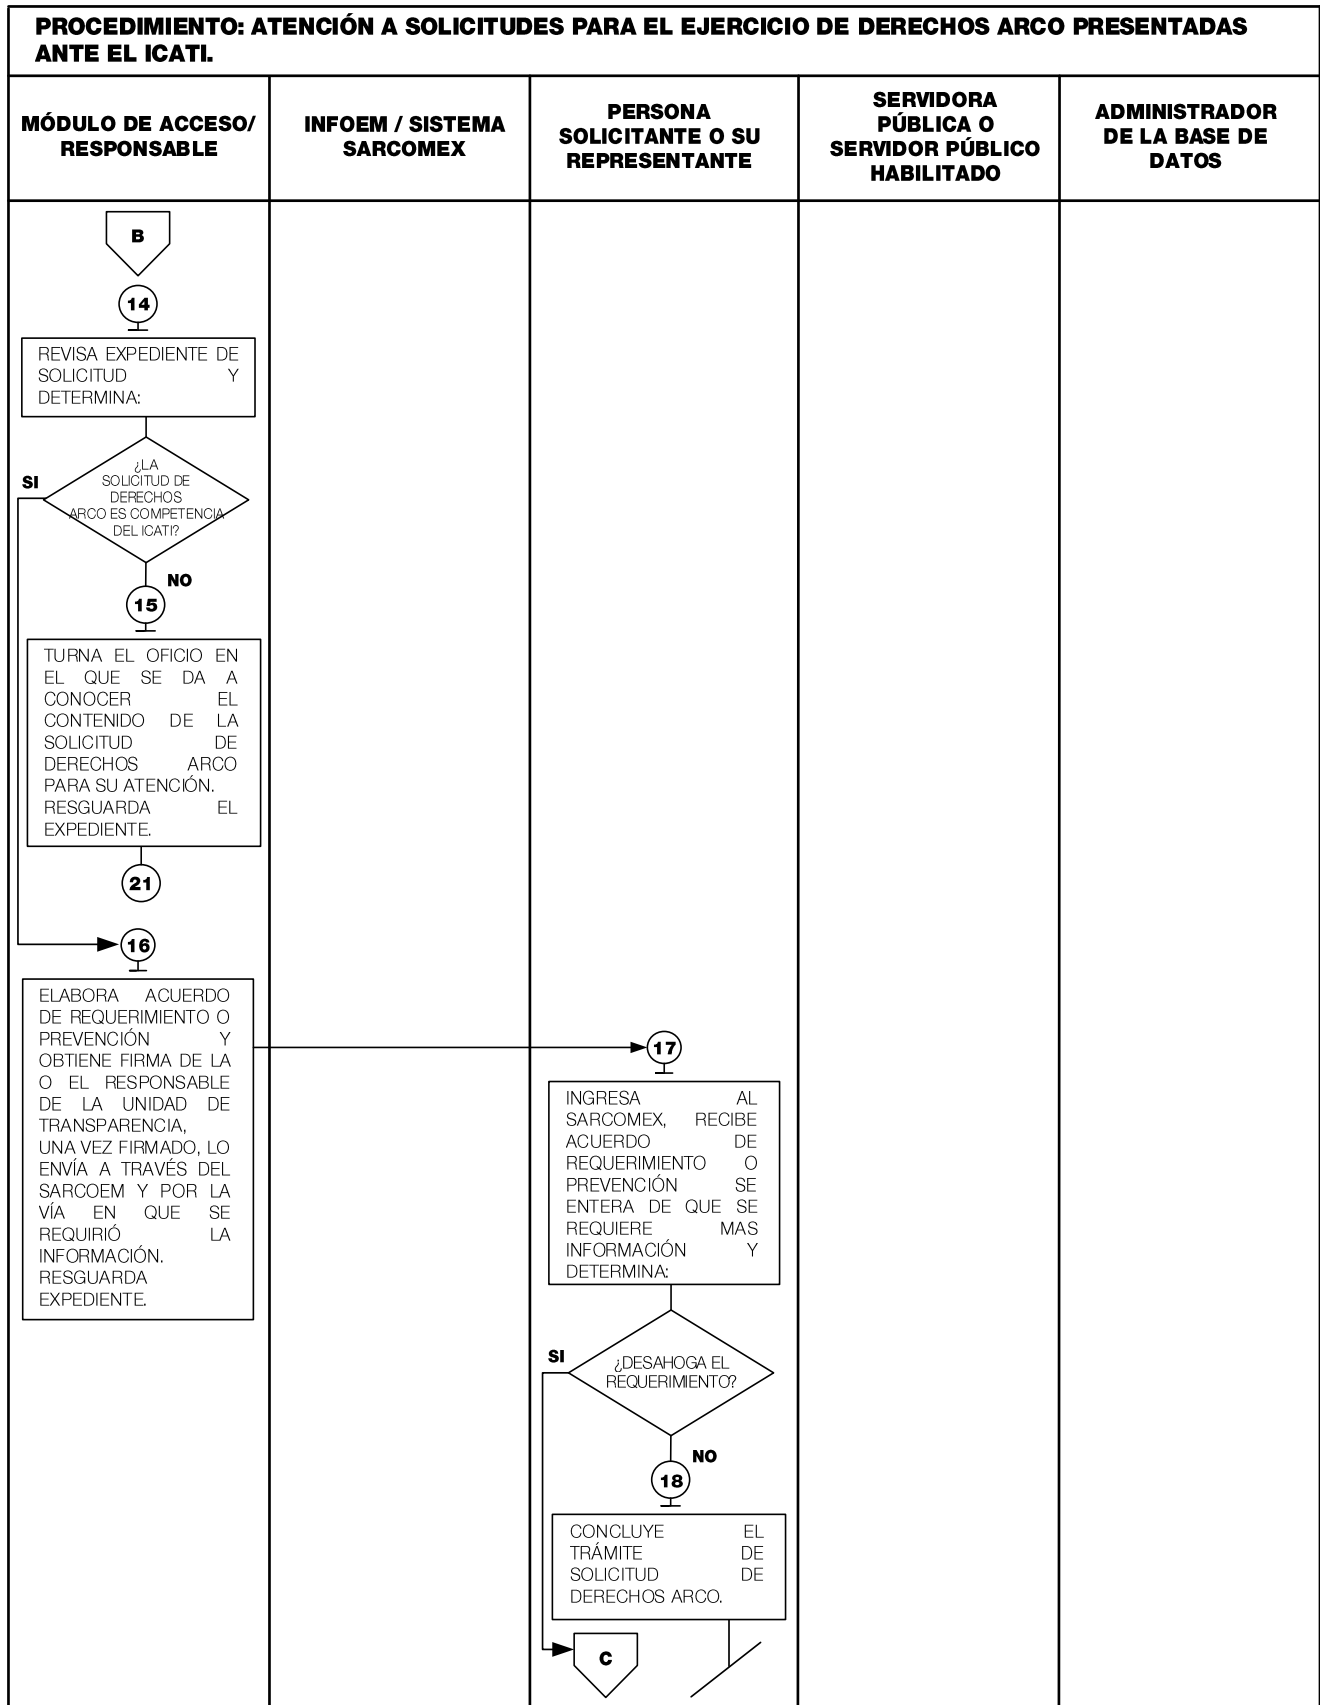 PROCEDIMIENTO: ATENCIÓN A SOLICITUDES PARA EL EJERCICIO DE DERECHOS ARCO PRESENTADAS
ANTE EL ICATI.
MÓDULO DE ACCESO/
RESPONSABLE
INFOEM / SISTEMA
SARCOMEX
PERSONA
SOLICITANTE O SU
REPRESENTANTE
SERVIDORA
PÚBLICA O
SERVIDOR PÚBLICO
HABILITADO
ADMINISTRADOR
DE LA BASE DE
DATOS
B
14
REVISA EXPEDIENTE DE
SOLICITUD Y
DETERMINA:
¿LA
SOLICITUD DE
DERECHOS
ARCO ES COMPETENCIA
DEL ICATI?
SI
NO
15
TURNA EL OFICIO EN
EL QUE SE DA A
CONOCER EL
CONTENIDO DE LA
SOLICITUD DE
DERECHOS ARCO
PARA SU ATENCIÓN.
RESGUARDA EL
EXPEDIENTE.
21
16
ELABORA ACUERDO
DE REQUERIMIENTO O
PREVENCIÓN Y
OBTIENE FIRMA DE LA
O EL RESPONSABLE
DE LA UNIDAD DE
TRANSPARENCIA,
UNA VEZ FIRMADO, LO
ENVÍA A TRAVÉS DEL
SARCOEM Y POR LA
VÍA EN QUE SE
REQUIRIÓ LA
INFORMACIÓN.
RESGUARDA
EXPEDIENTE.
17
INGRESA AL
SARCOMEX, RECIBE
ACUERDO DE
REQUERIMIENTO O
PREVENCIÓN SE
ENTERA DE QUE SE
REQUIERE MAS
INFORMACIÓN Y
DETERMINA:
SI
¿DESAHOGA EL
REQUERIMIENTO?
NO
18
CONCLUYE EL
TRÁMITE DE
SOLICITUD DE
DERECHOS ARCO.
C